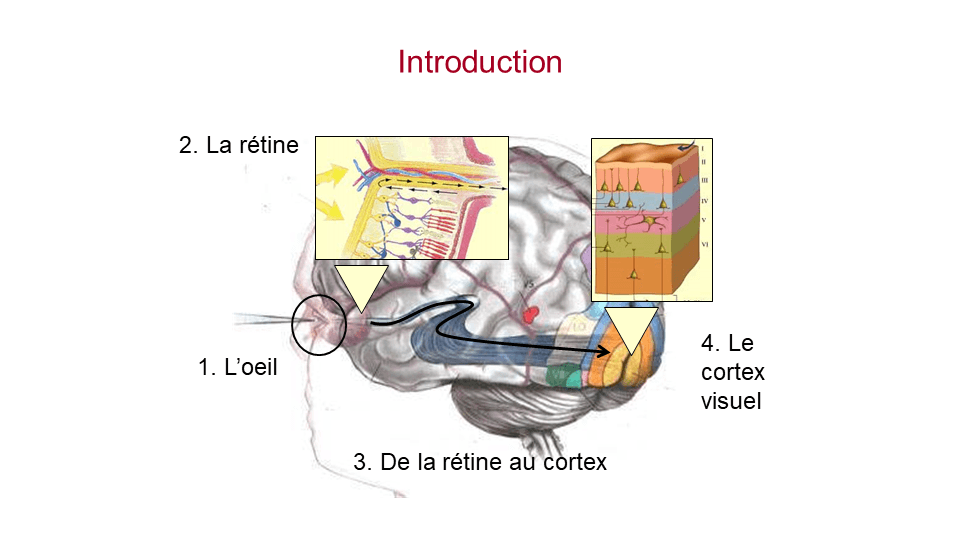 Introduction
2. La rétine
I
II
III
IV
V
VI
1. L'oeil
4. Le
cortex
visuel
3. De la rétine au cortex